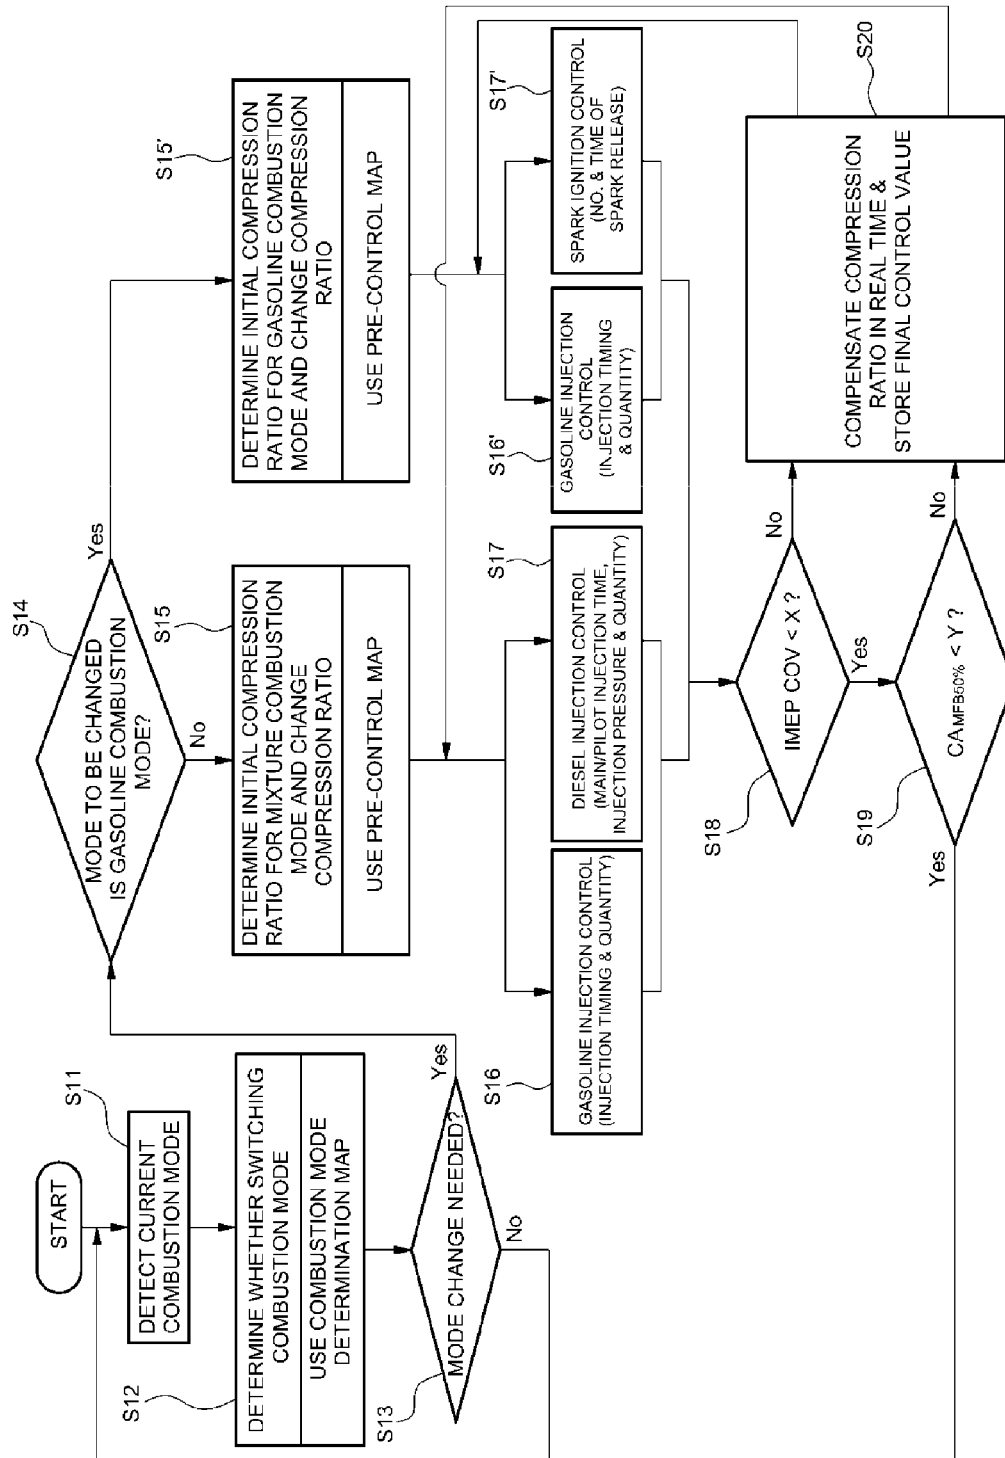 START
S11
DETECT CURRENT
COMBUSTION MODE
S12
DETERMINE WHETHER SWITCHING
COMBUSTION MODE
USE COMBUSTION MODE
DETERMINATION MAP
S13
MODE CHANGE NEEDED?
Yes
No
S14
MODE TO BE CHANGED
IS GASOLINE COMBUSTION
MODE?
Yes
No
S15
DETERMINE INITIAL COMPRESSION
RATIO FOR MIXTURE COMBUSTION
MODE AND CHANGE
COMPRESSION RATIO
USE PRE-CONTROL MAP
S15'
DETERMINE INITIAL COMPRESSION
RATIO FOR GASOLINE COMBUSTION
MODE AND CHANGE COMPRESSION
RATIO
USE PRE-CONTROL MAP
S16
GASOLINE INJECTION CONTROL
(INJECTION TIMING & QUANTITY)
S17
DIESEL INJECTION CONTROL
(MAIN/PILOT INJECTION TIME,
INJECTION PRESSURE & QUANTITY)
S16'
GASOLINE INJECTION
CONTROL
(INJECTION TIMING
& QUANTITY)
S17'
SPARK IGNITION CONTROL
(NO. & TIME OF
SPARK RELEASE)
S18
IMEP COV < X ?
No
Yes
S19
CAMFB50% < Y ?
No
Yes
S20
COMPENSATE COMPRESSION
RATIO IN REAL TIME &
STORE FINAL CONTROL VALUE